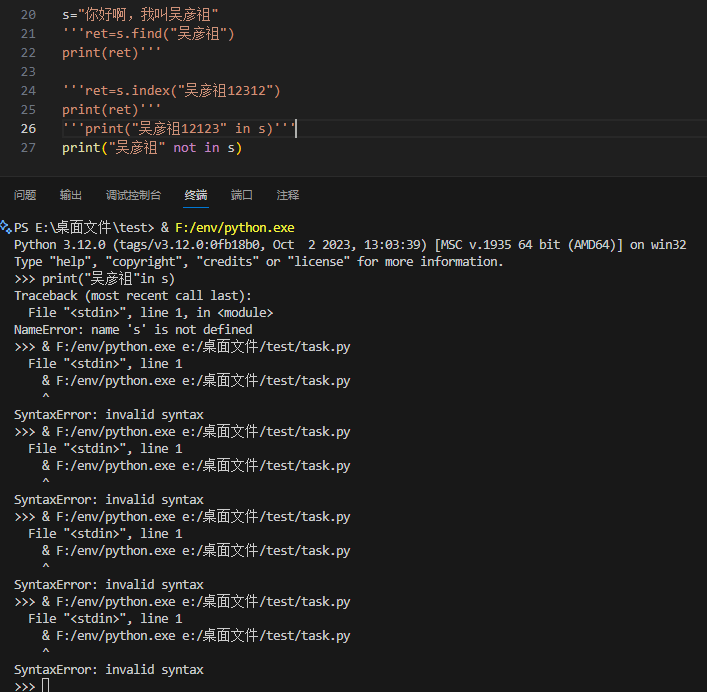 20 s="你好啊，我叫吴彦祖"
21 '''ret=s.find("吴彦祖")
22 print(ret)'''
23
24 '''ret=s.index("吴彦祖12312")
25 print(ret)'''
26 '''print("吴彦祖12123" in s)'''
27 print("吴彦祖" not in s)
问题 输出 调试控制台 终端 端口 注释
PS E:\桌面文件\test> & F:/env/python.exe
Python 3.12.0 (tags/v3.12.0:0fb18b0, Oct  2 2023, 13:03:39) [MSC v.1935 64 bit (AMD64)] on win32
Type "help", "copyright", "credits" or "license" for more information.
>>> print("吴彦祖"in s)
Traceback (most recent call last):
  File "<stdin>", line 1, in <module>
NameError: name 's' is not defined
>>> & F:/env/python.exe e:/桌面文件/test/task.py
  File "<stdin>", line 1
    & F:/env/python.exe e:/桌面文件/test/task.py
    ^
SyntaxError: invalid syntax
>>> & F:/env/python.exe e:/桌面文件/test/task.py
  File "<stdin>", line 1
    & F:/env/python.exe e:/桌面文件/test/task.py
    ^
SyntaxError: invalid syntax
>>> & F:/env/python.exe e:/桌面文件/test/task.py
  File "<stdin>", line 1
    & F:/env/python.exe e:/桌面文件/test/task.py
    ^
SyntaxError: invalid syntax
>>> & F:/env/python.exe e:/桌面文件/test/task.py
  File "<stdin>", line 1
    & F:/env/python.exe e:/桌面文件/test/task.py
    ^
SyntaxError: invalid syntax
>>>